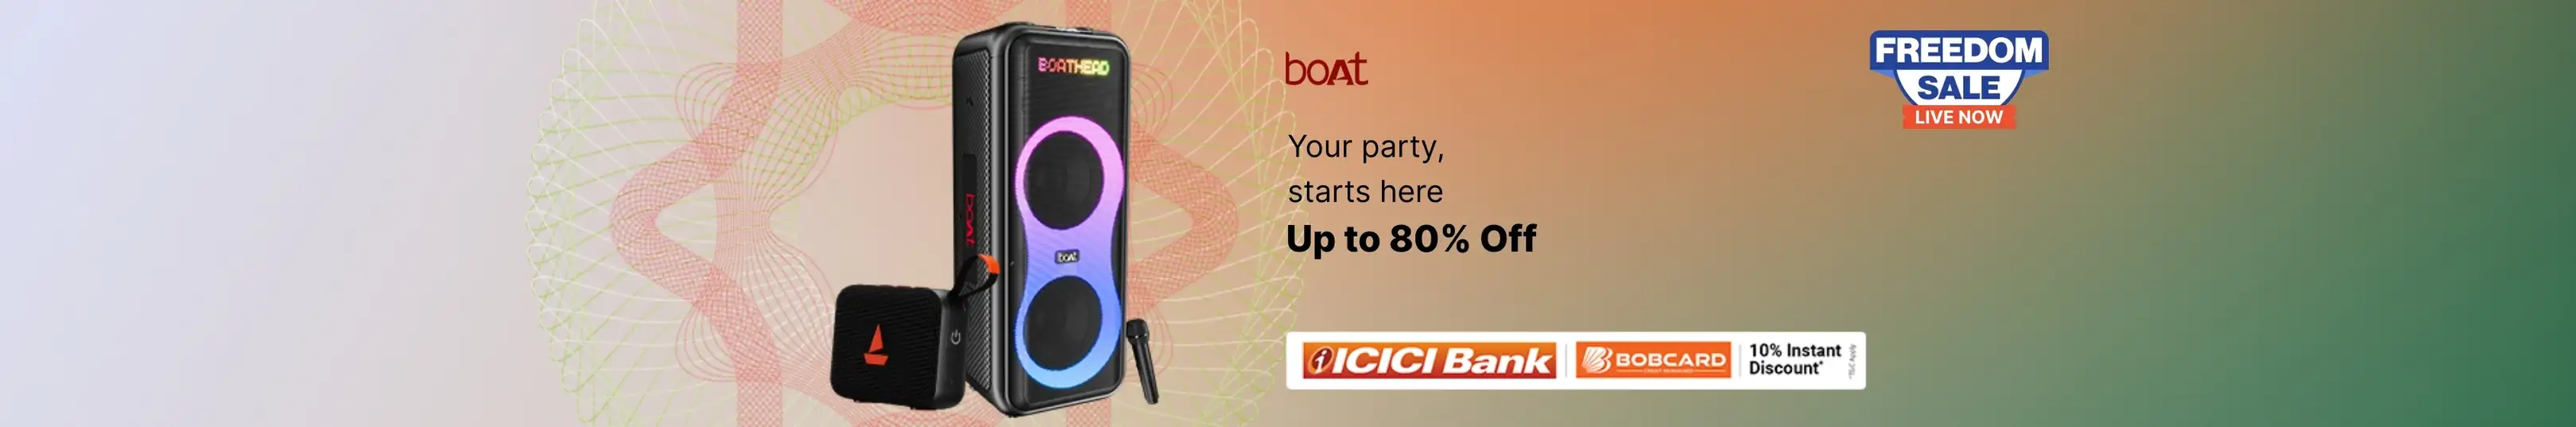 BOATHEAD
boAt
boAt
boAt
Your party,
starts here
Up to 80% Off
ICICI Bank
BOBCARD
10% Instant
Discount*
*T&C Apply
FREEDOM
SALE
LIVE NOW